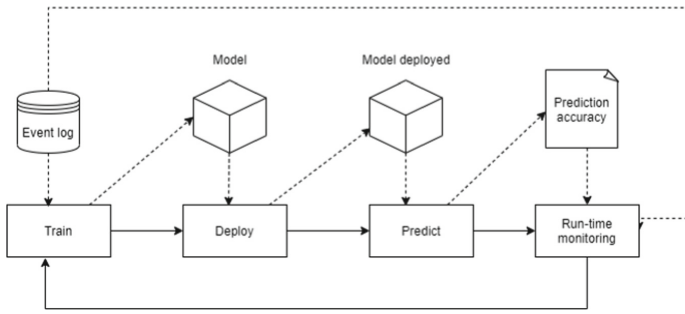 Model
Model deployed
Event log
Prediction
accuracy
Train
Deploy
Predict
Run-time
monitoring